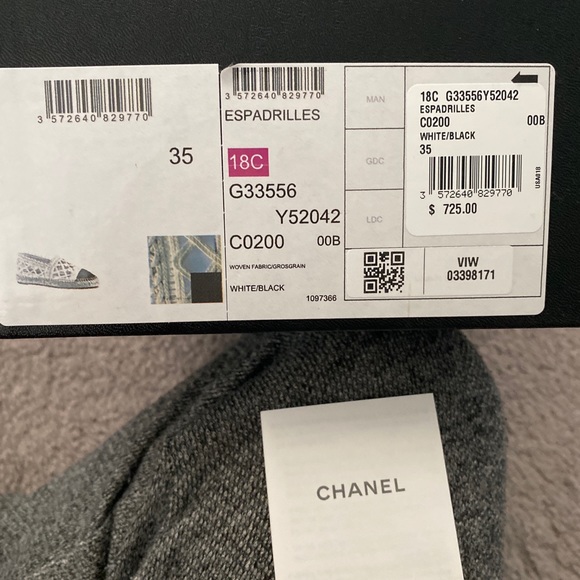 3 572640 829770
35
3 572640 829770
ESPADRILLES
18C
G33556
Y52042
C0200 00B
WOVEN FABRIC/GROSGRAIN
WHITE/BLACK
1097366
MAN
GDC
LDC
18C G33556Y52042
ESPADRILLES
C0200 00B
WHITE/BLACK
35
3 572640 829770
USA018
$ 725.00
VIW
03398171
CHANEL